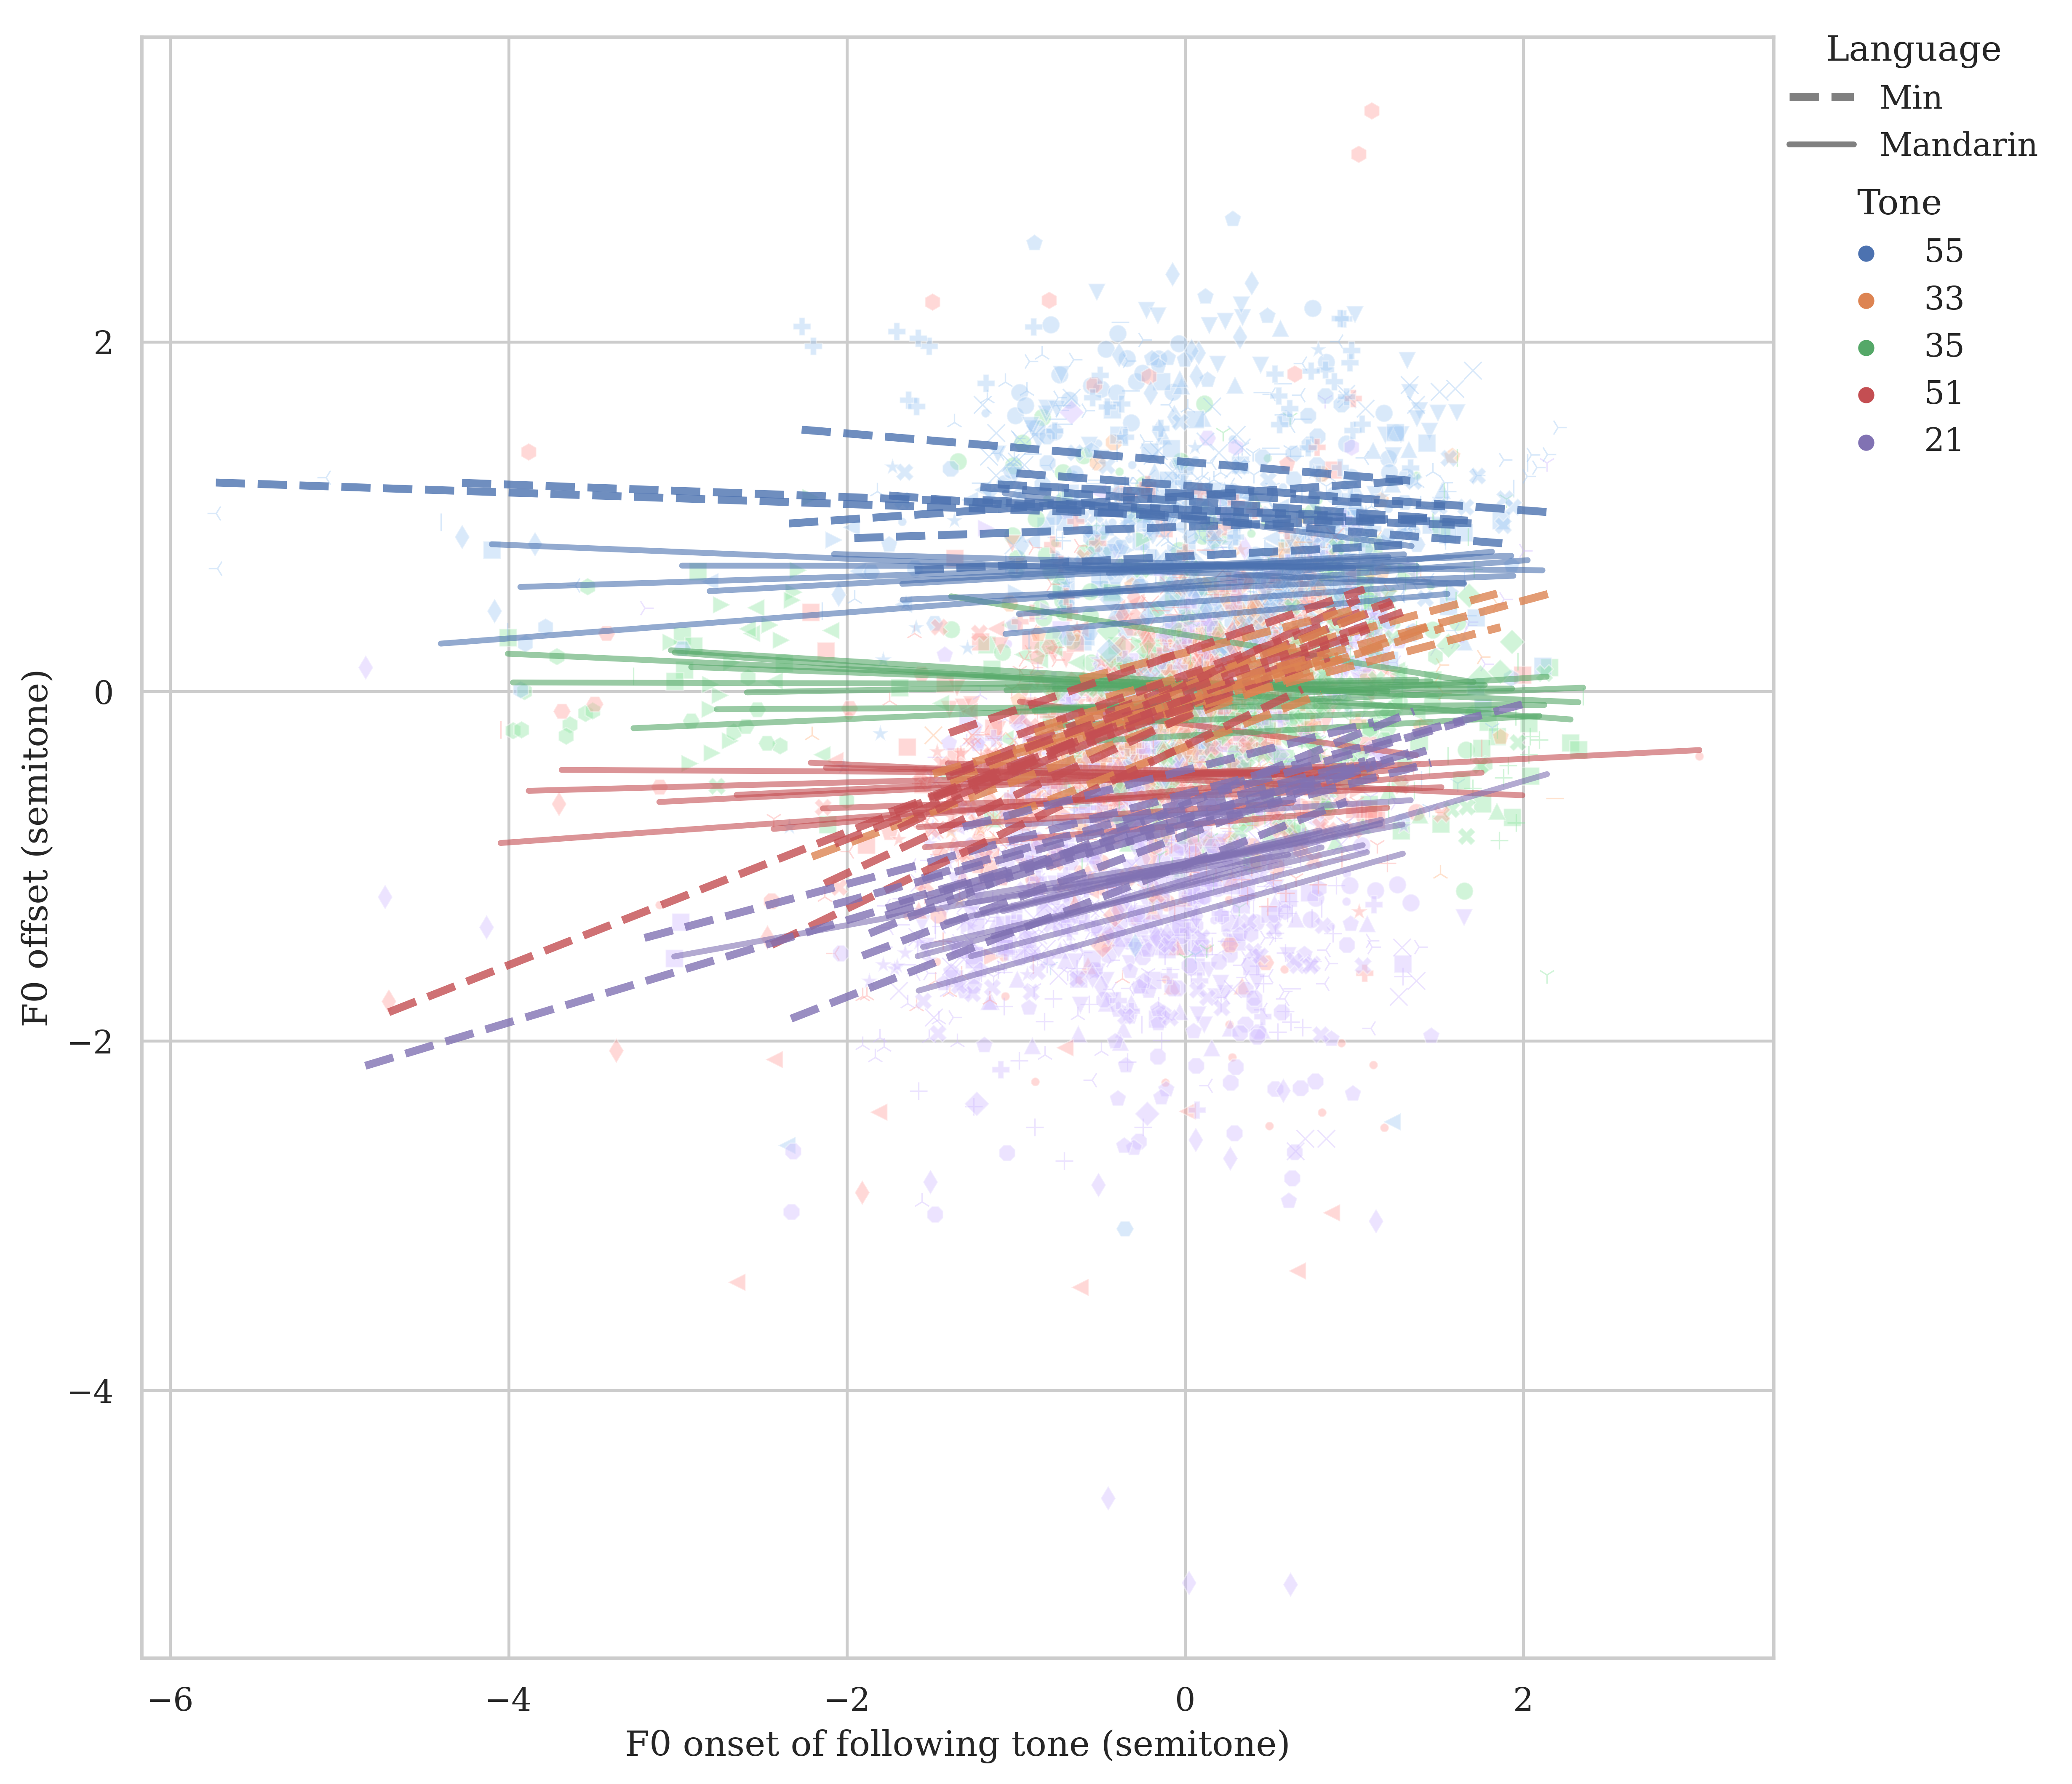 Language
Min
Mandarin
Tone
55
33
35
51
21
2
0
−2
−4
F0 offset (semitone)
−6
−4
−2
0
2
F0 onset of following tone (semitone)